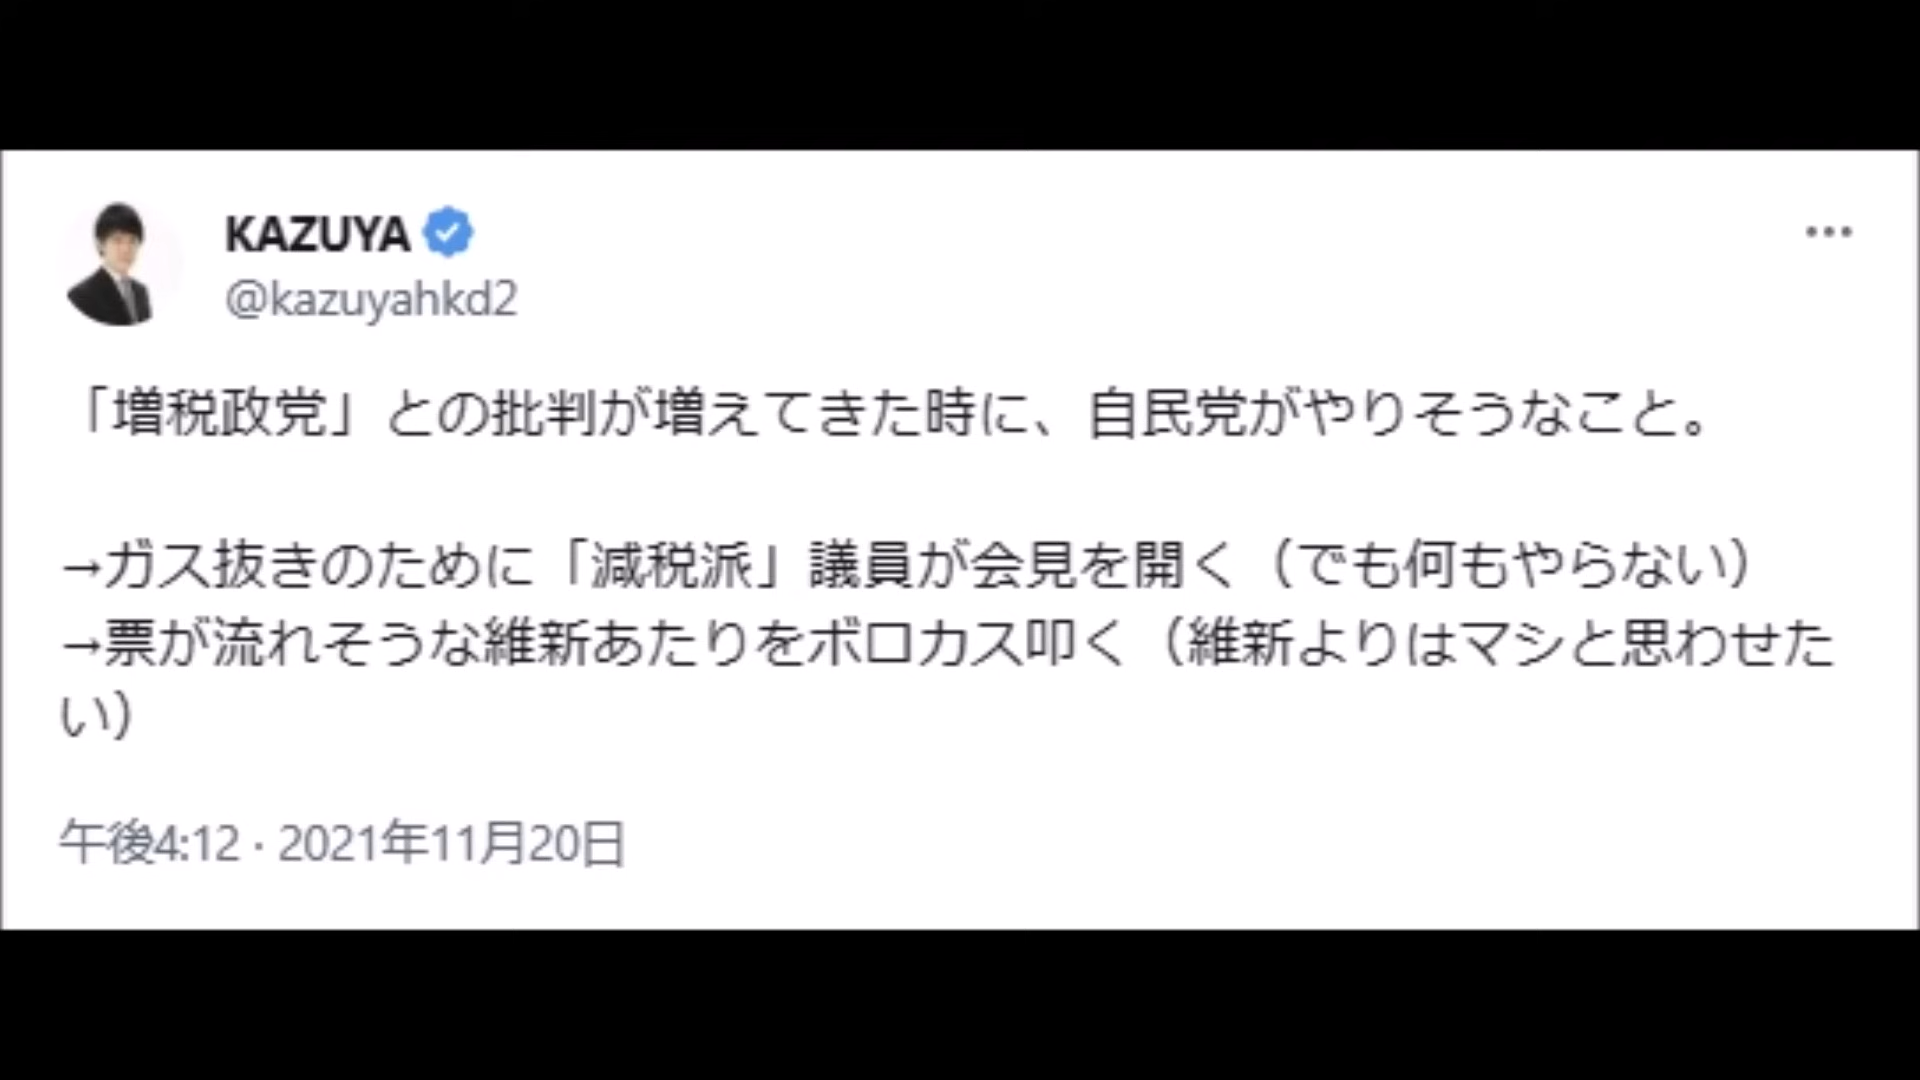 KAZUYA
@kazuyahkd2
「増税政党」との批判が増えてきた時に、自民党がやりそうなこと。
→ガス抜きのために「減税派」議員が会見を開く（でも何もやらない）
→票が流れそうな維新あたりをボロカス叩く（維新よりはマシと思わせた
い）
午後4:12 · 2021年11月20日